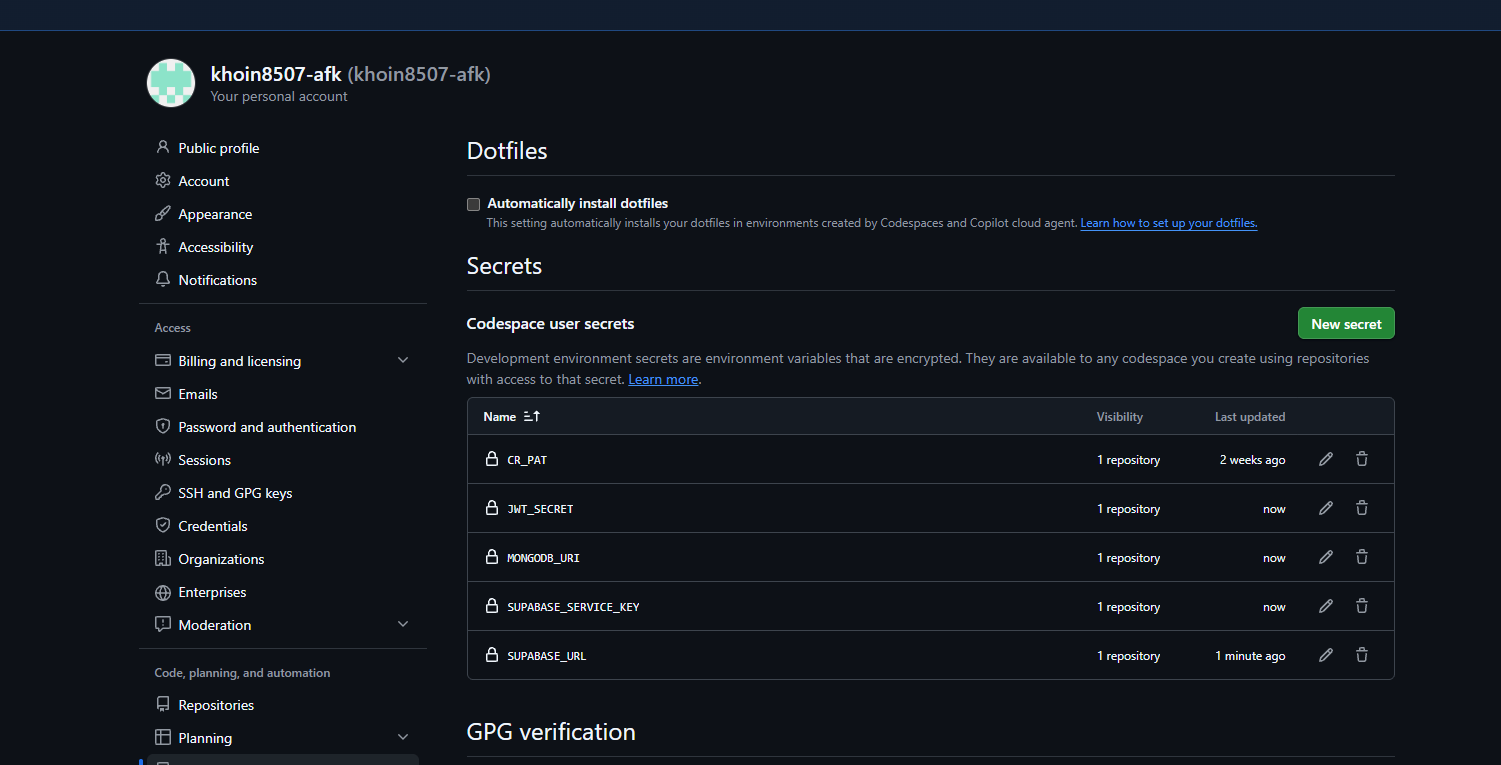 khoin8507-afk (khoin8507-afk)
Your personal account
Public profile
Account
Appearance
Accessibility
Notifications
Access
Billing and licensing
Emails
Password and authentication
Sessions
SSH and GPG keys
Credentials
Organizations
Enterprises
Moderation
Code, planning, and automation
Repositories
Planning
Dotfiles
Automatically install dotfiles
This setting automatically installs your dotfiles in environments created by Codespaces and Copilot cloud agent. Learn how to set up your dotfiles.
Secrets
Codespace user secrets
New secret
Development environment secrets are environment variables that are encrypted. They are available to any codespace you create using repositories
with access to that secret. Learn more.
Name Visibility Last updated
CR_PAT 1 repository 2 weeks ago
JWT_SECRET 1 repository now
MONGODB_URI 1 repository now
SUPABASE_SERVICE_KEY 1 repository now
SUPABASE_URL 1 repository 1 minute ago
GPG verification